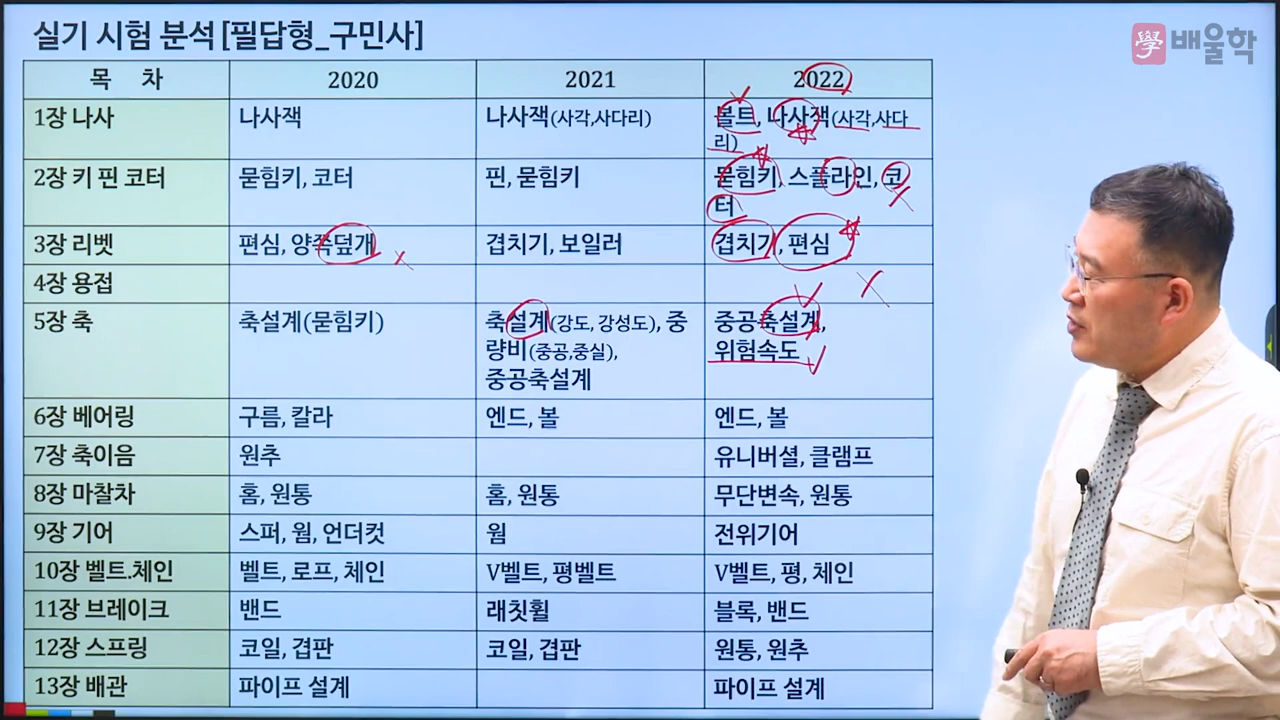 실기 시험 분석[필답형_구민사]
學 배울학
목 차 2020 2021 2022
1장 나사 나사잭 나사잭(사각,사다리) 볼트, 나사잭(사각,사다
리)
2장 키 핀 코터 묻힘키, 코터 핀, 묻힘키 묻힘키, 스플라인, 코
터
3장 리벳 편심, 양쪽덮개 겹치기, 보일러 겹치기, 편심
4장 용접
5장 축 축설계(묻힘키) 축설계(강도, 강성도), 중 중공축설계,
량비(중공,중실), 위험속도
중공축설계
6장 베어링 구름, 칼라 엔드, 볼 엔드, 볼
7장 축이음 원추 유니버셜, 클램프
8장 마찰차 홈, 원통 홈, 원통 무단변속, 원통
9장 기어 스퍼, 웜, 언더컷 웜 전위기어
10장 벨트.체인 벨트, 로프, 체인 V벨트, 평벨트 V벨트, 평, 체인
11장 브레이크 밴드 래칫휠 블록, 밴드
12장 스프링 코일, 겹판 코일, 겹판 원통, 원추
13장 배관 파이프 설계 파이프 설계